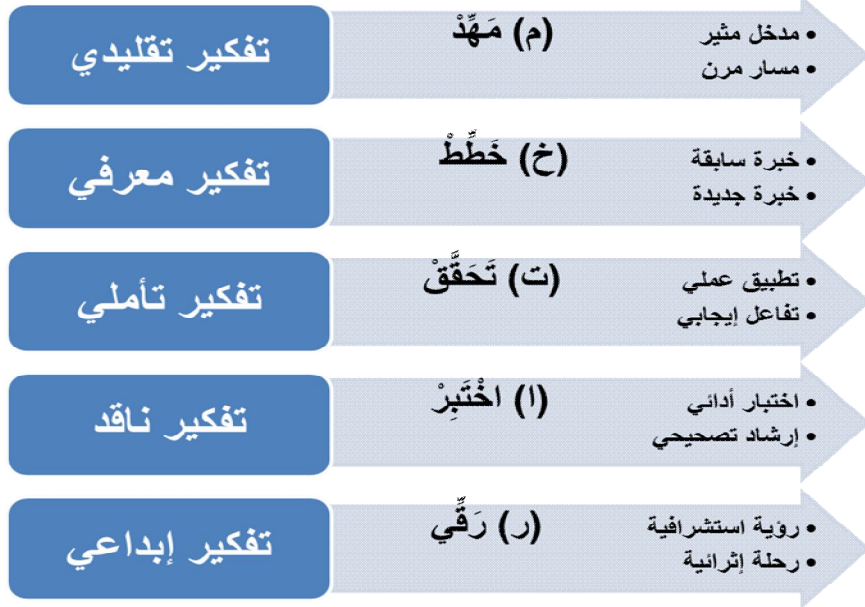 • مدخل مثير
• مسار مرن
(م) مَهِّدْ
تفكير تقليدي
• خبرة سابقة
• خبرة جديدة
(خ) خَطِّطْ
تفكير معرفي
• تطبيق عملي
• تفاعل إيجابي
(ت) تَحَقَّقْ
تفكير تأملي
• اختبار أدائي
• إرشاد تصحيحي
(ا) اخْتَبِرْ
تفكير ناقد
• رؤية استشرافية
• رحلة إثرائية
(ر) رَقِّي
تفكير إبداعي